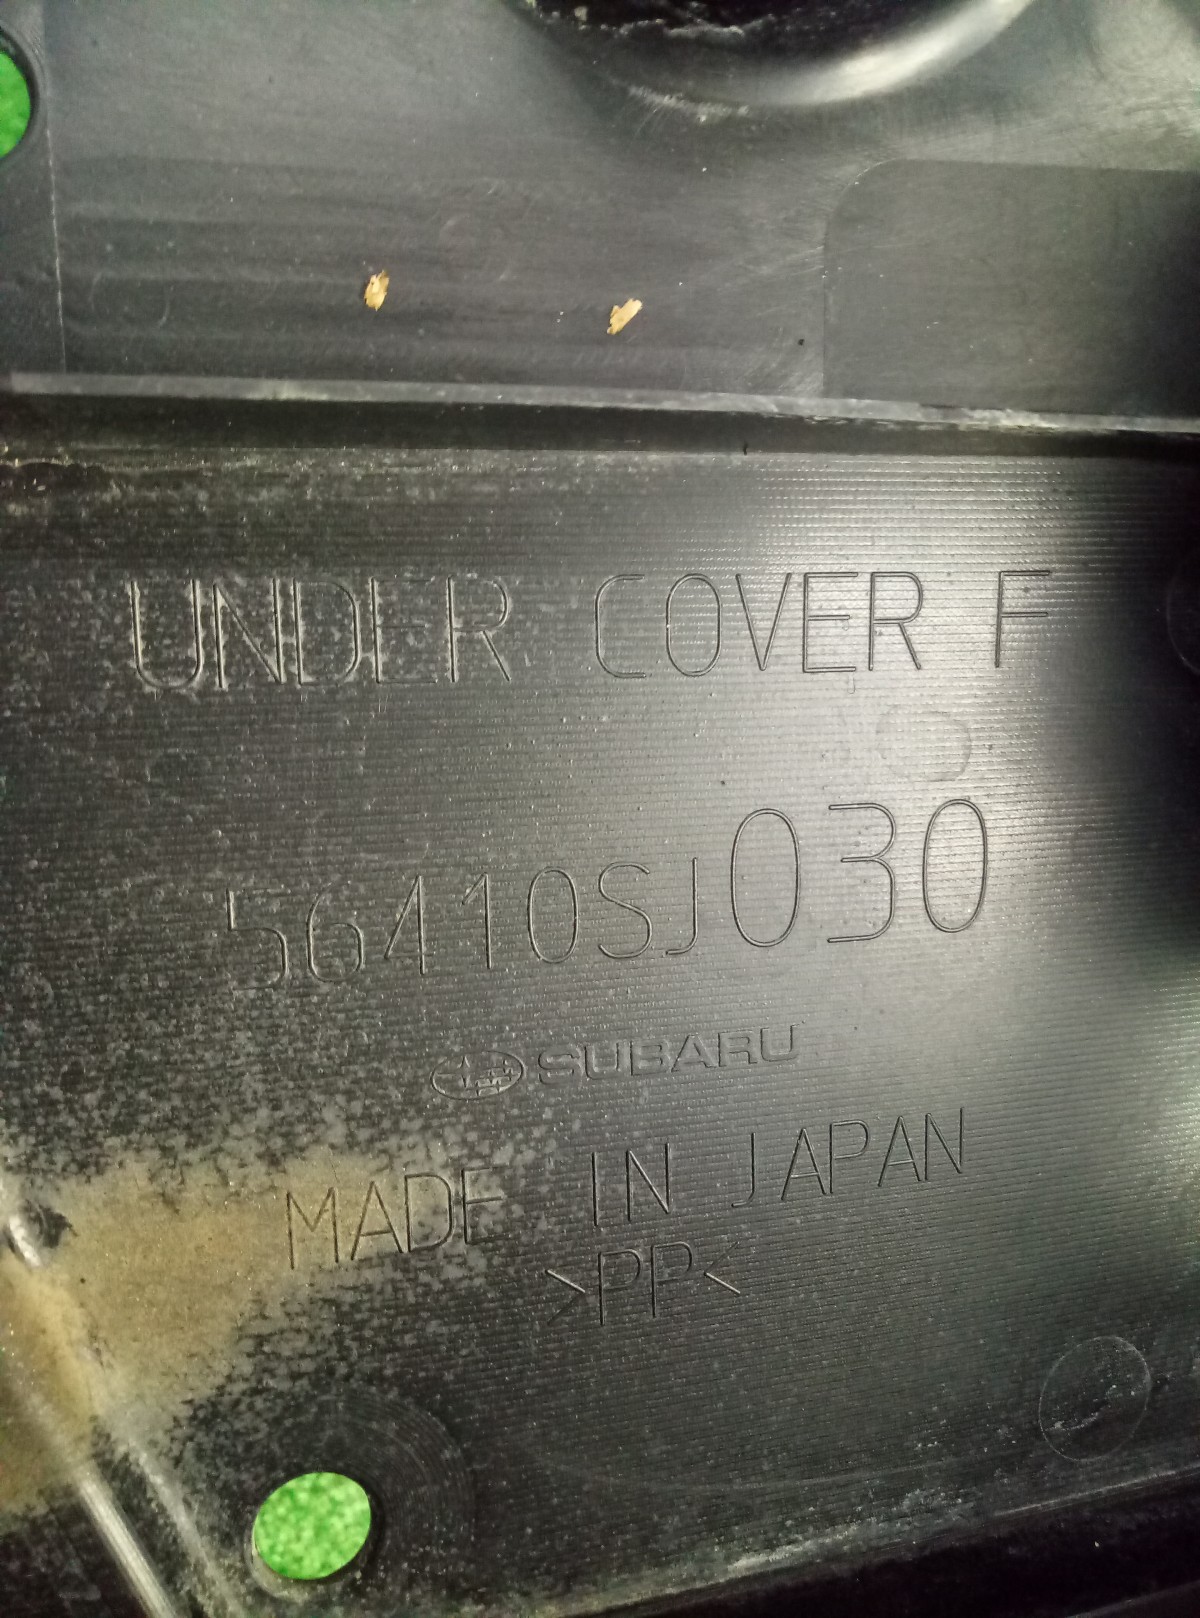 UNDER COVER F
56410SJ030
SUBARU
MADE IN JAPAN
>PP<